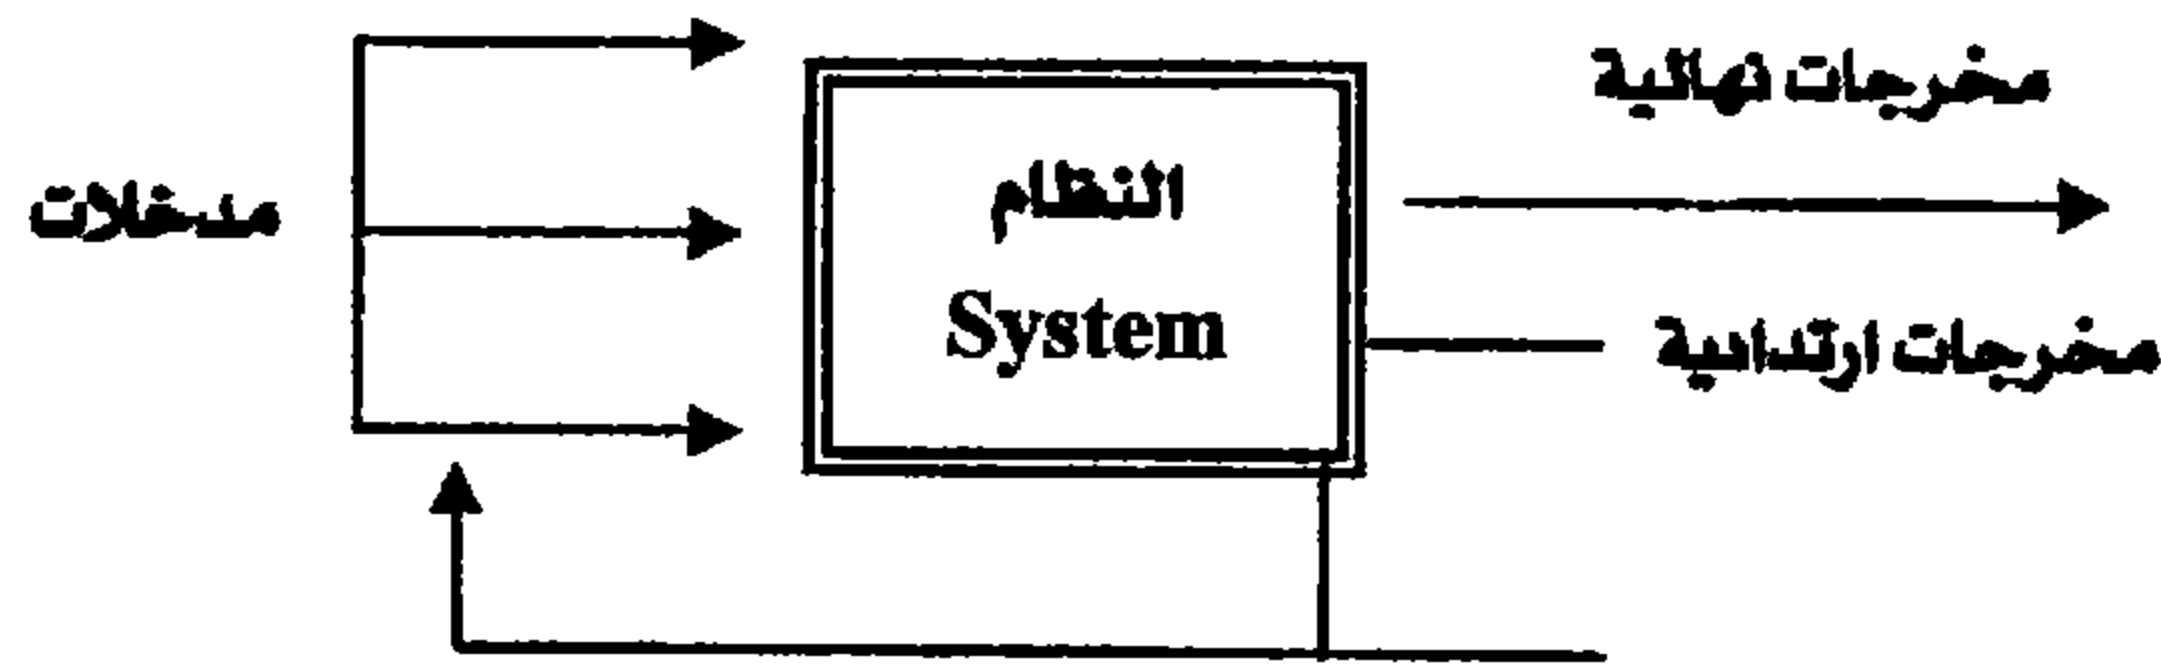 مخرجات نهائية
النظام
مدخلات
System
مخرجات ارتدادية